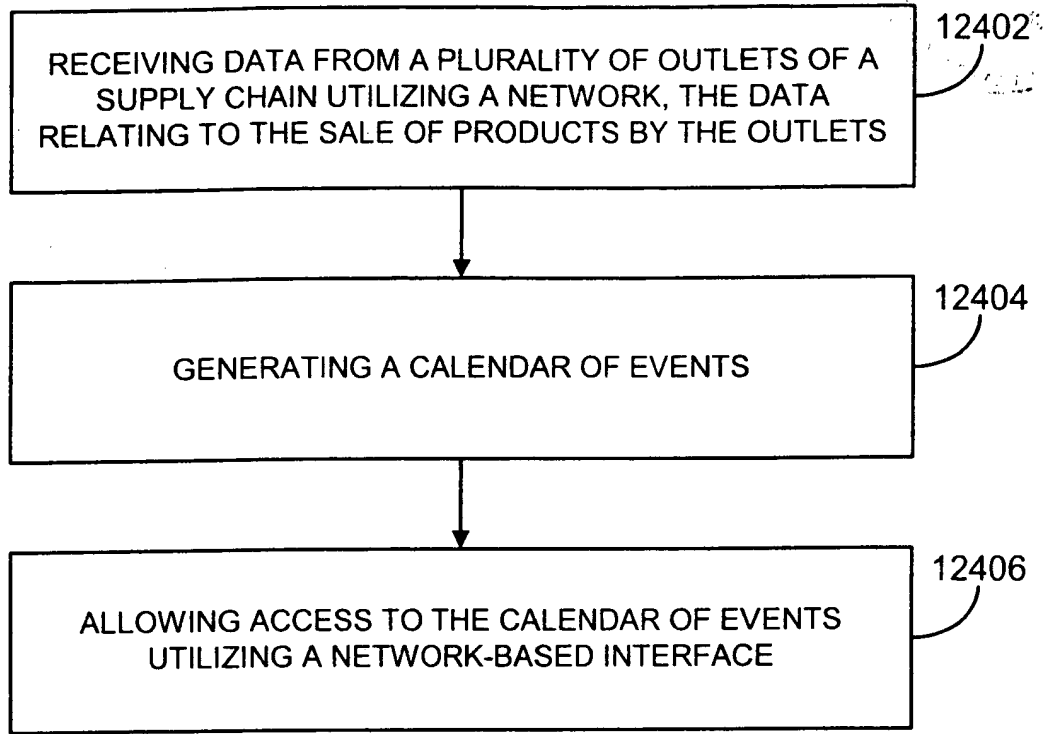 12402
RECEIVING DATA FROM A PLURALITY OF OUTLETS OF A
SUPPLY CHAIN UTILIZING A NETWORK, THE DATA
RELATING TO THE SALE OF PRODUCTS BY THE OUTLETS
12404
GENERATING A CALENDAR OF EVENTS
12406
ALLOWING ACCESS TO THE CALENDAR OF EVENTS
UTILIZING A NETWORK-BASED INTERFACE